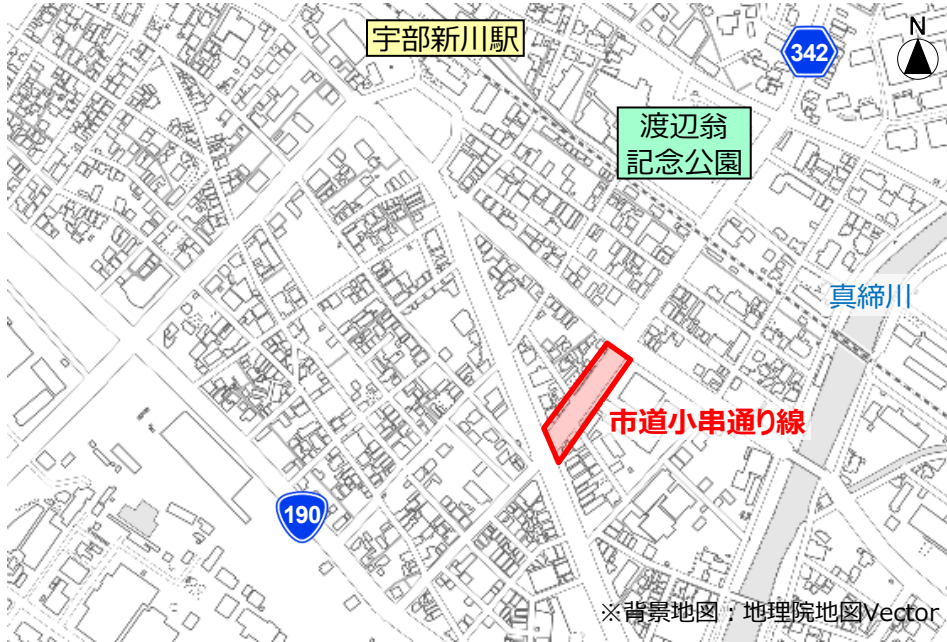 宇部新川駅
N
342
渡辺翁
記念公園
真締川
市道小串通り線
190
※背景地図：地理院地図Vector